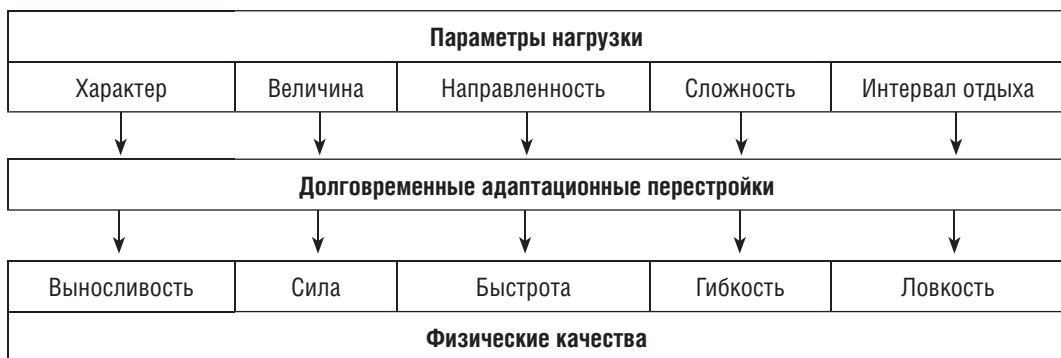 Параметры нагрузки
Характер Величина Направленность Сложность Интервал отдыха
Долговременные адаптационные перестройки
Выносливость Сила Быстрота Гибкость Ловкость
Физические качества